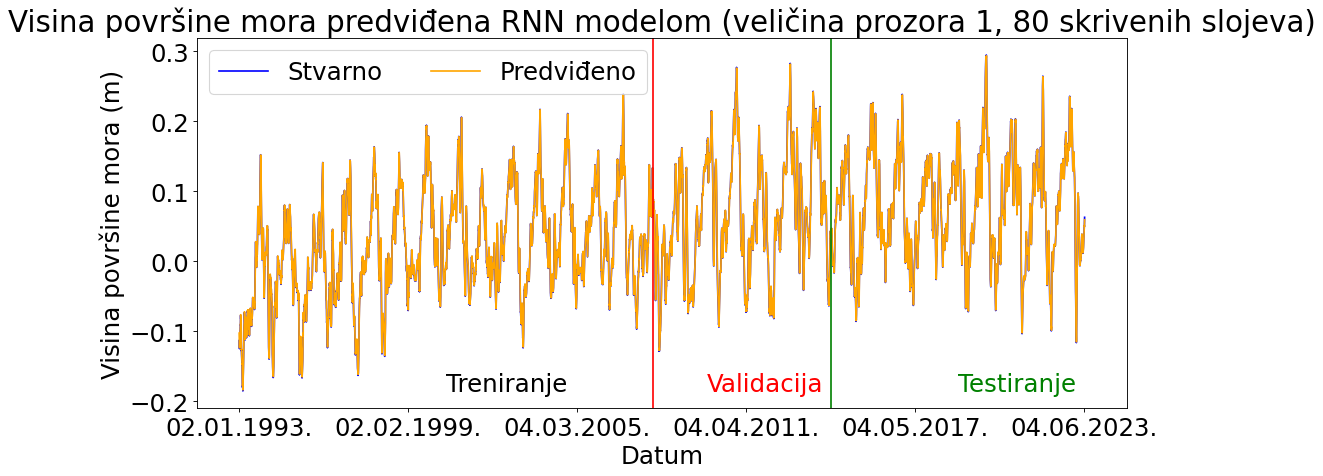 Visina površine mora predviđena RNN modelom (veličina prozora 1, 80 skrivenih slojeva)
Stvarno Predviđeno
Visina površine mora (m)
0.3
0.2
0.1
0.0
−0.1
−0.2
Treniranje Validacija Testiranje
02.01.1993. 02.02.1999. 04.03.2005. 04.04.2011. 04.05.2017. 04.06.2023.
Datum